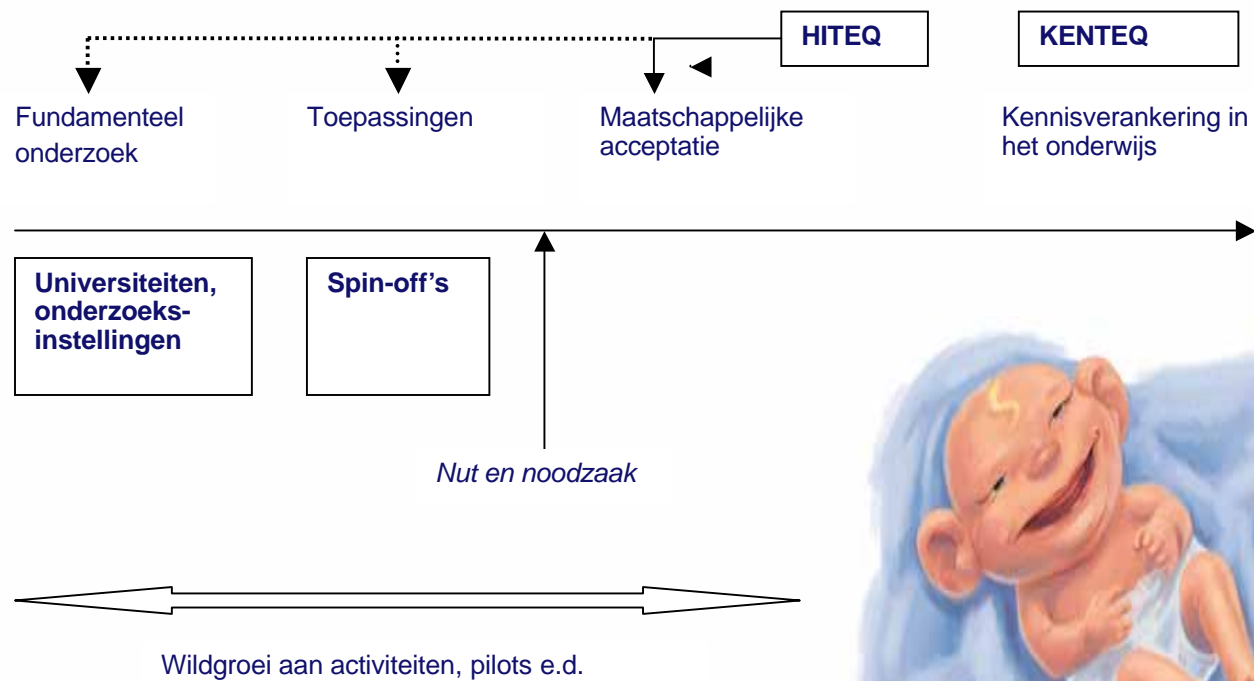 HITEQ
KENTEQ
Fundamenteel
onderzoek
Toepassingen
Maatschappelijke
acceptatie
Kennisverankering in
het onderwijs
Universiteiten,
onderzoeks-
instellingen
Spin-off’s
Nut en noodzaak
Wildgroei aan activiteiten, pilots e.d.